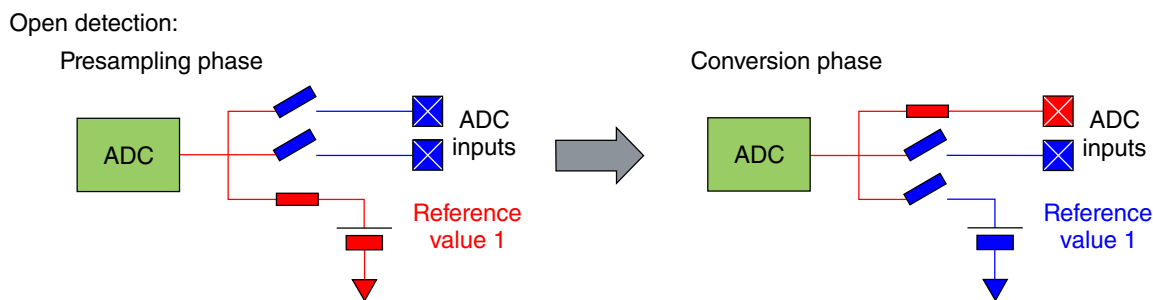 Open detection:
Presampling phase
Conversion phase
ADC
ADC
inputs
Reference
value 1
ADC
ADC
inputs
Reference
value 1